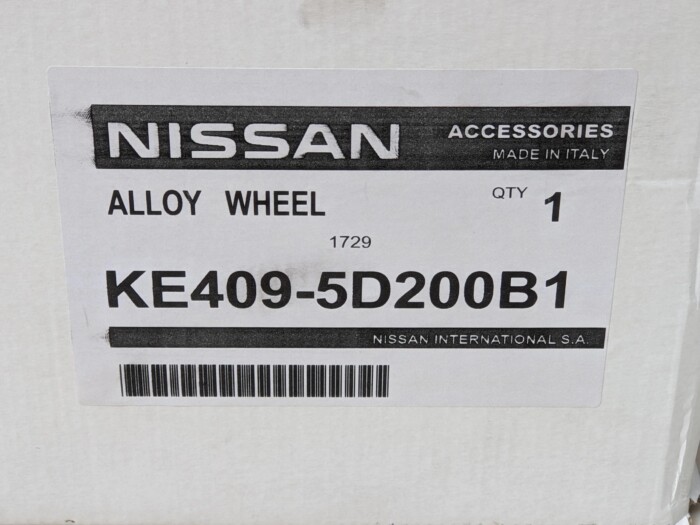 NISSAN ACCESSORIES
MADE IN ITALY
ALLOY WHEEL QTY 1
1729
KE409-5D200B1
NISSAN INTERNATIONAL S.A.